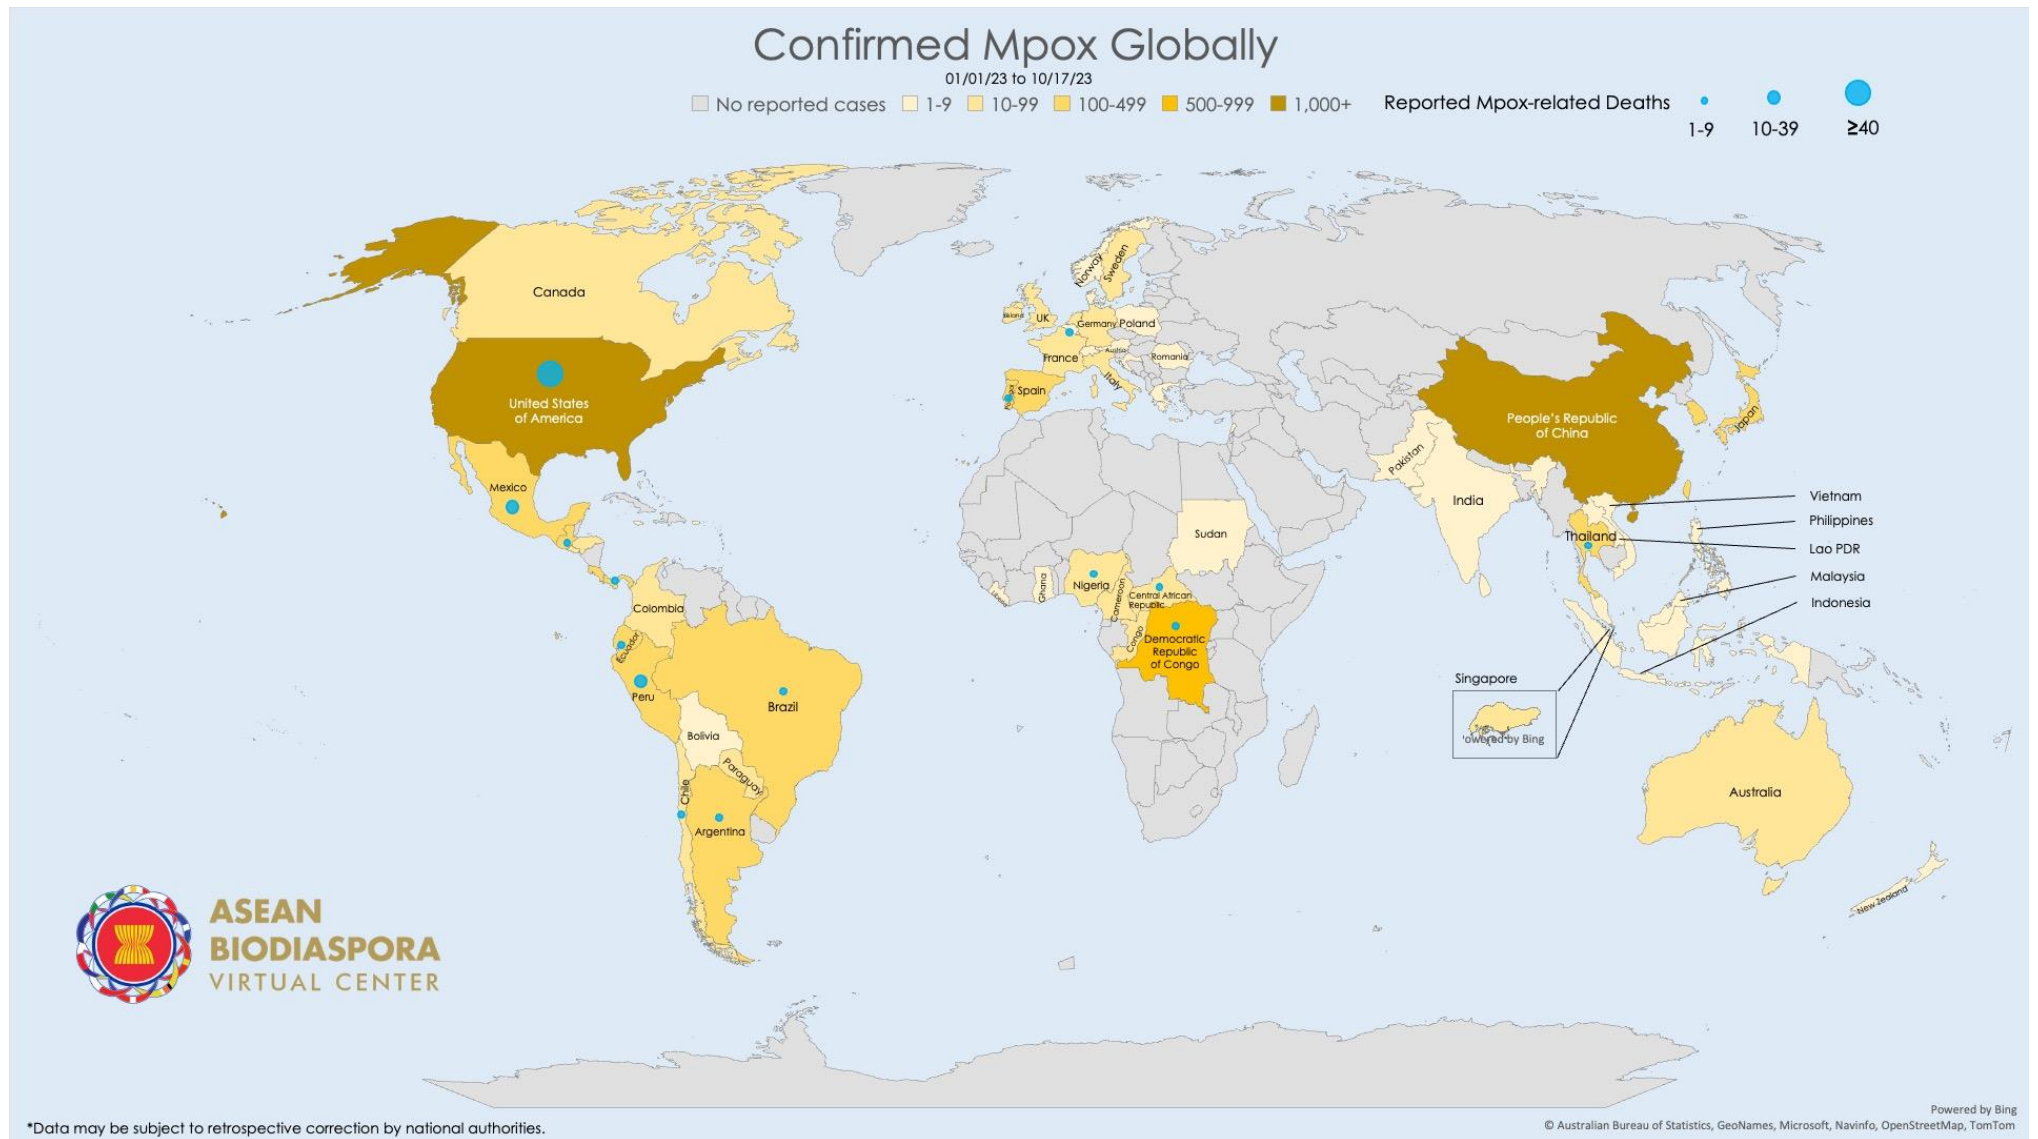 Confirmed Mpox Globally
01/01/23 to 10/17/23
No reported cases 1-9 10-99 100-499 500-999 1,000+ Reported Mpox-related Deaths
1-9 10-39 ≥40
Canada
United States
of America
Mexico
Colombia
Ecuador
Peru
Brazil
Bolivia
Paraguay
Chile
Argentina
Norway
Sweden
UK
Germany
Poland
France
Austria
Romania
Italy
Spain
Sudan
Ghana
Nigeria
Cameroon
Central African
Republic
Congo
Democratic
Republic
of Congo
Pakistan
India
People's Republic
of China
Japan
Thailand
Vietnam
Philippines
Lao PDR
Malaysia
Indonesia
Singapore
owered by Bing
Australia
New Zealand
ASEAN
BIODIASPORA
VIRTUAL CENTER
*Data may be subject to retrospective correction by national authorities.
Powered by Bing
© Australian Bureau of Statistics, GeoNames, Microsoft, Navinfo, OpenStreetMap, TomTom